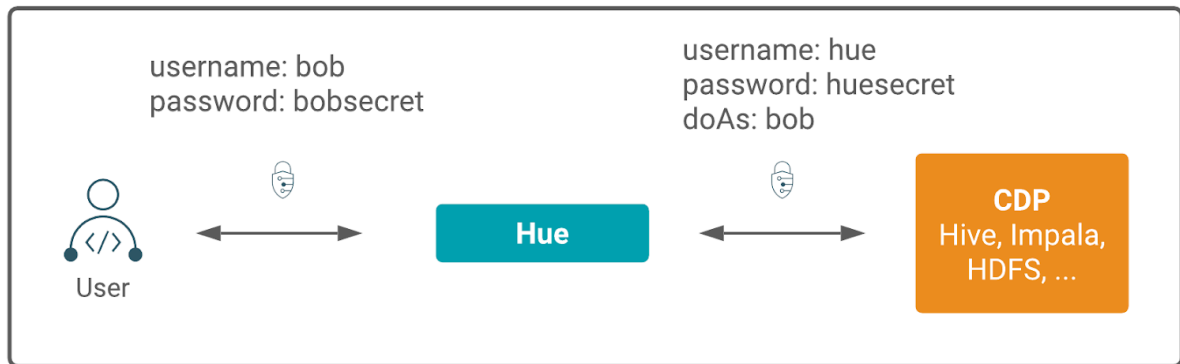 username: bob
password: bobsecret
username: hue
password: huesecret
doAs: bob
</>
User
Hue
CDP
Hive, Impala,
HDFS, ...